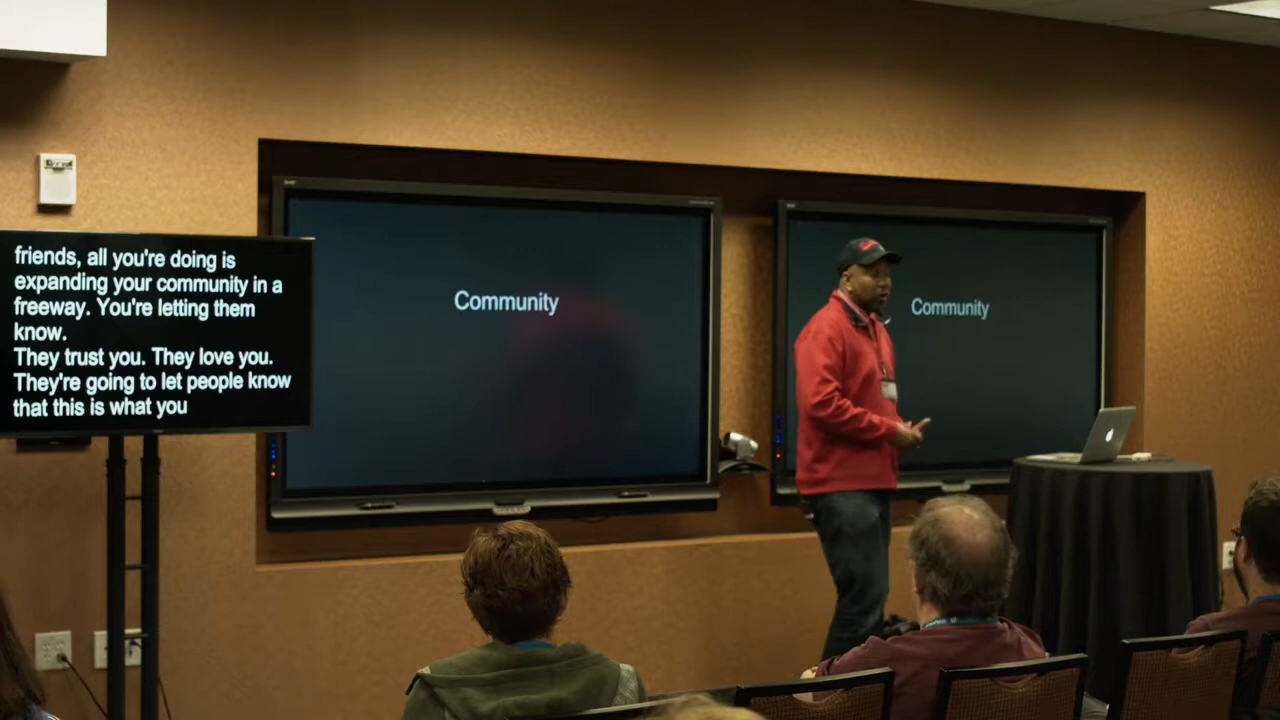 friends, all you're doing is
expanding your community in a
freeway. You're letting them
know.
They trust you. They love you.
They're going to let people know
that this is what you
Community
Community